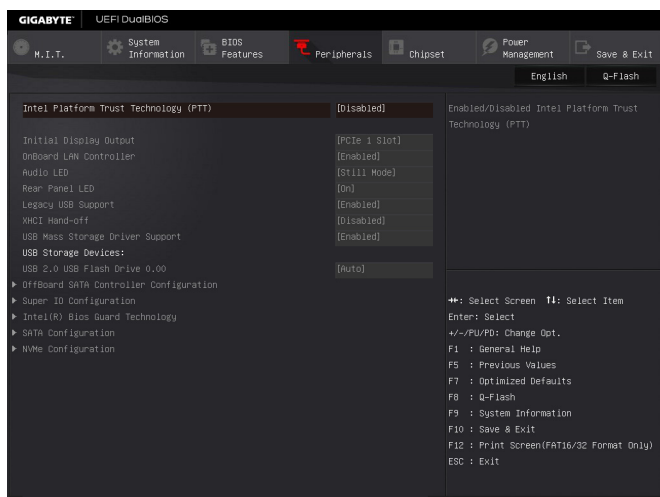 GIGABYTE™ UEFI DualBIOS
M.I.T.
System Information
BIOS Features
Peripherals
Chipset
Power Management
Save & Exit
English
Q-Flash
Intel Platform Trust Technology (PTT) [Disabled]
Initial Display Output [PCIe 1 Slot]
OnBoard LAN Controller [Enabled]
Audio LED [Still Mode]
Rear Panel LED [On]
Legacy USB Support [Enabled]
XHCI Hand-off [Disabled]
USB Mass Storage Driver Support [Enabled]
USB Storage Devices:
USB 2.0 USB Flash Drive 0.00 [Auto]
OffBoard SATA Controller Configuration
Super IO Configuration
Intel(R) Bios Guard Technology
SATA Configuration
NVMe Configuration
Enabled/Disabled Intel Platform Trust
Technology (PTT)
→←: Select Screen ↑↓: Select Item
Enter: Select
+/-/PU/PD: Change Opt.
F1 : General Help
F5 : Previous Values
F7 : Optimized Defaults
F8 : Q-Flash
F9 : System Information
F10 : Save & Exit
F12 : Print Screen(FAT16/32 Format Only)
ESC : Exit